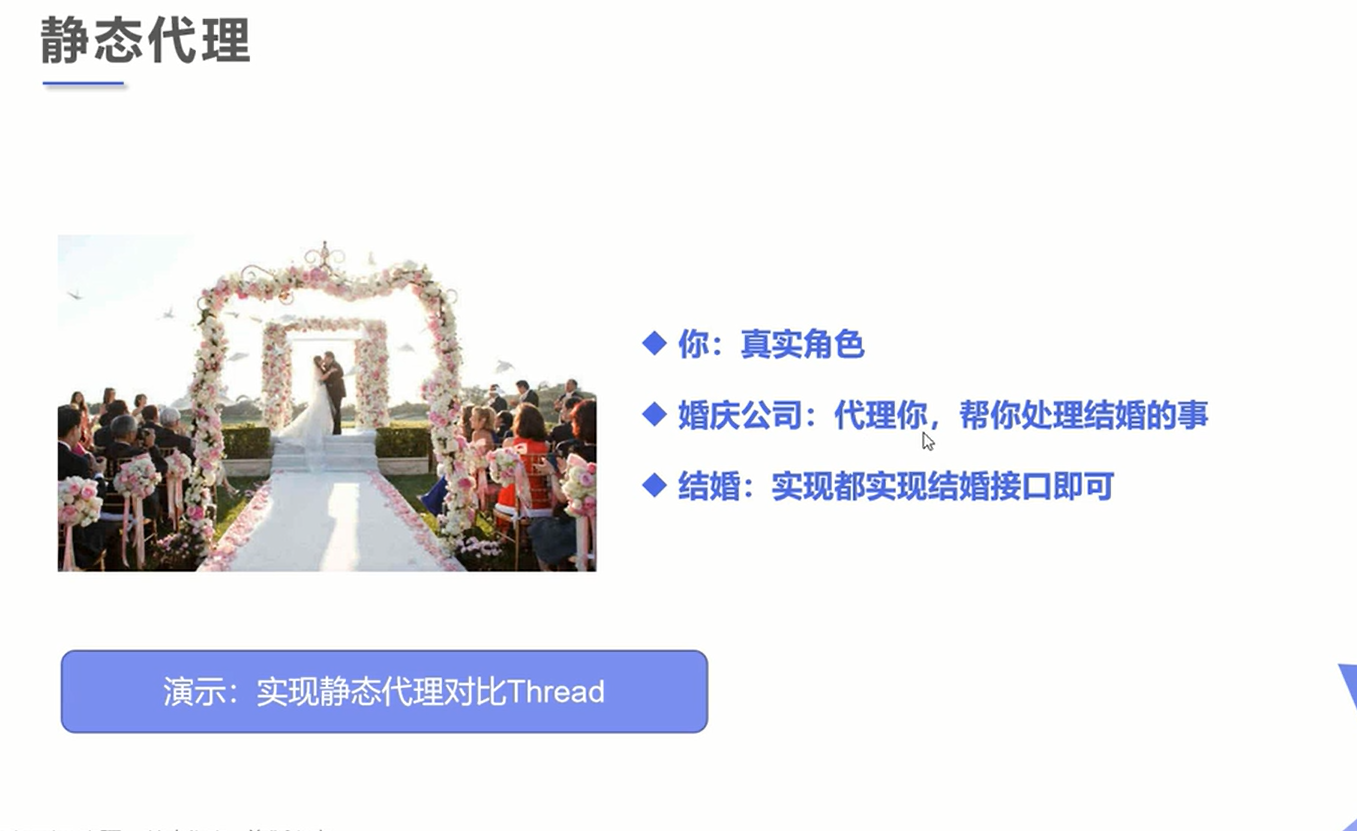 静态代理
你：真实角色
婚庆公司：代理你，帮你处理结婚的事
结婚：实现都实现结婚接口即可
演示：实现静态代理对比Thread